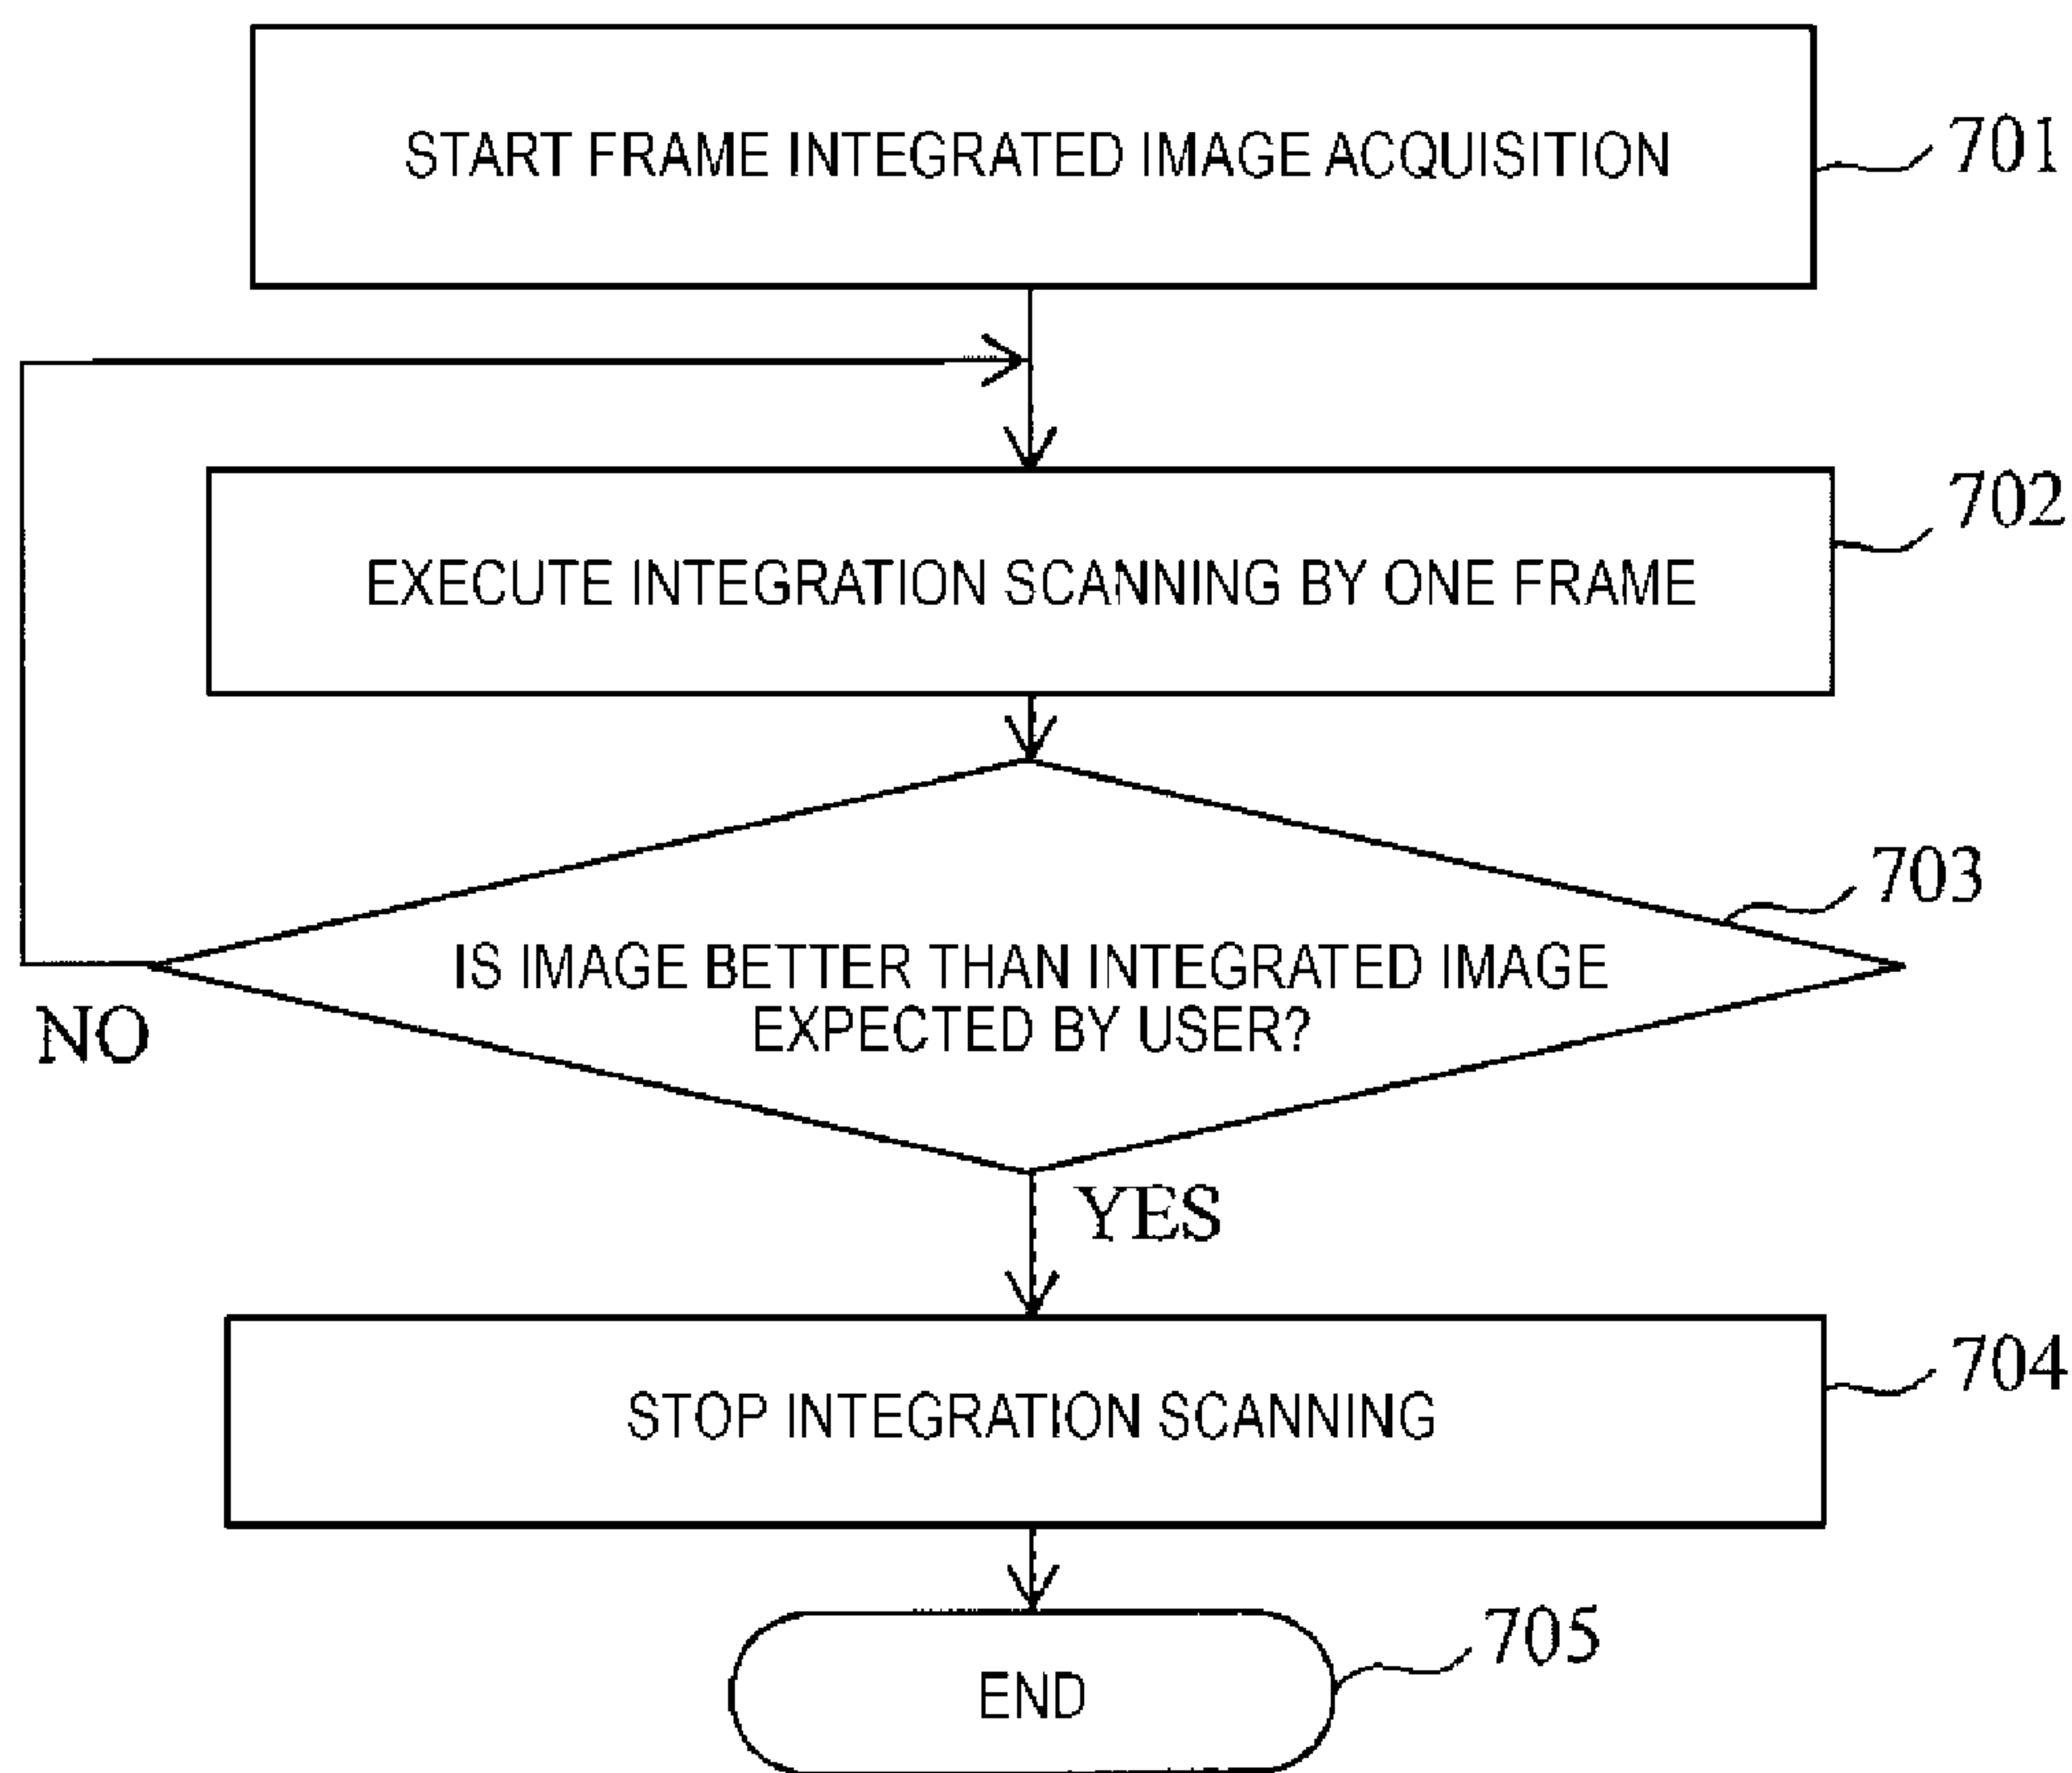 START FRAME INTEGRATED IMAGE ACQUISITION
701
EXECUTE INTEGRATION SCANNING BY ONE FRAME
702
703
IS IMAGE BETTER THAN INTEGRATED IMAGE
EXPECTED BY USER?
NO
YES
STOP INTEGRATION SCANNING
704
END
705